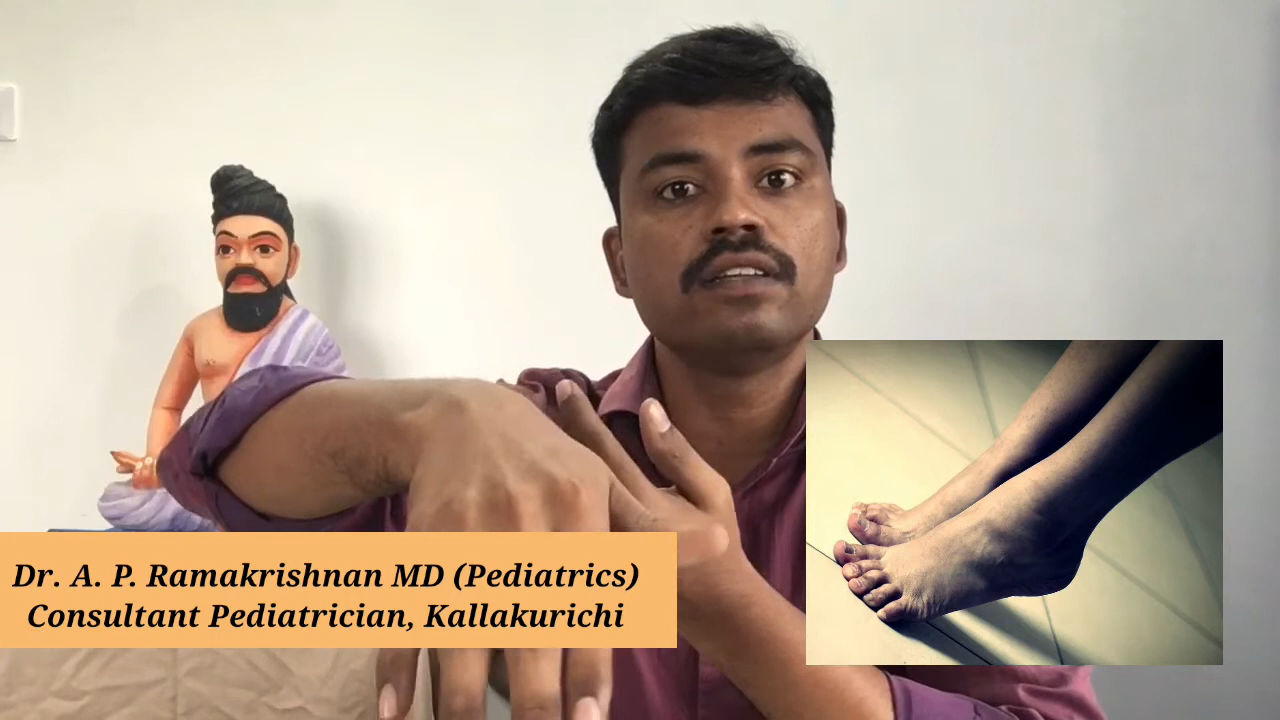 Dr. A. P. Ramakrishnan MD (Pediatrics)
Consultant Pediatrician, Kallakurichi